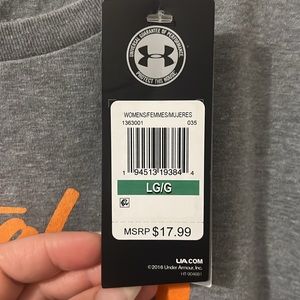 UNIVERSAL GUARANTEE OF PERFORMANCE
PROTECT THIS HOUSE
WOMENS/FEMMES/MUJERES
1363001 035
1 94513 19384 4
LG/G
MSRP $17.99
UA.COM
©2018 Under Armour, Inc.